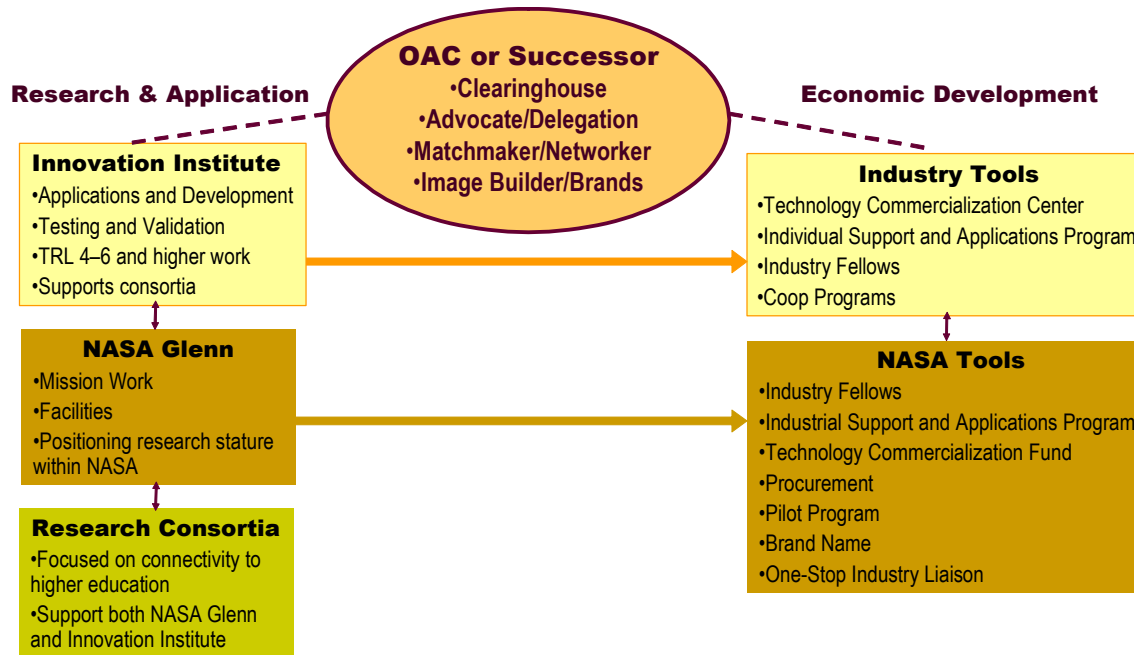 OAC or Successor
•Clearinghouse
•Advocate/Delegation
•Matchmaker/Networker
•Image Builder/Brands
Research & Application
Economic Development
Innovation Institute
•Applications and Development
•Testing and Validation
•TRL 4–6 and higher work
•Supports consortia
Industry Tools
•Technology Commercialization Center
•Individual Support and Applications Program
•Industry Fellows
•Coop Programs
NASA Glenn
•Mission Work
•Facilities
•Positioning research stature
within NASA
NASA Tools
•Industry Fellows
•Industrial Support and Applications Program
•Technology Commercialization Fund
•Procurement
•Pilot Program
•Brand Name
•One-Stop Industry Liaison
Research Consortia
•Focused on connectivity to
higher education
•Support both NASA Glenn
and Innovation Institute